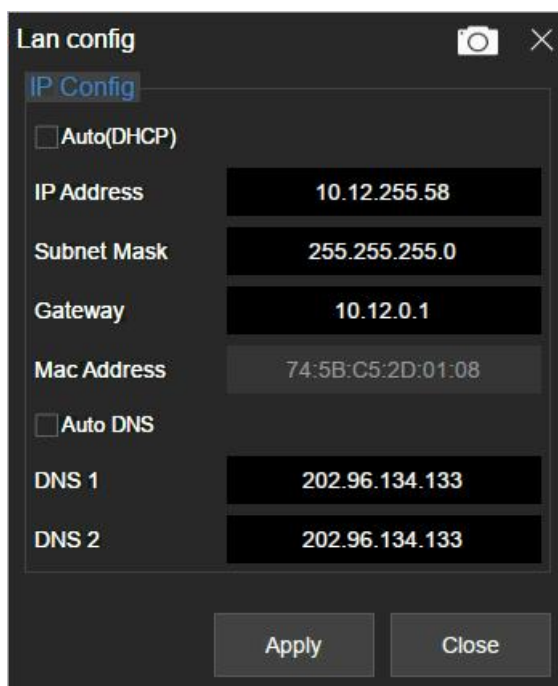 Lan config
IP Config
Auto(DHCP)
IP Address 10.12.255.58
Subnet Mask 255.255.255.0
Gateway 10.12.0.1
Mac Address 74:5B:C5:2D:01:08
Auto DNS
DNS 1 202.96.134.133
DNS 2 202.96.134.133
Apply Close